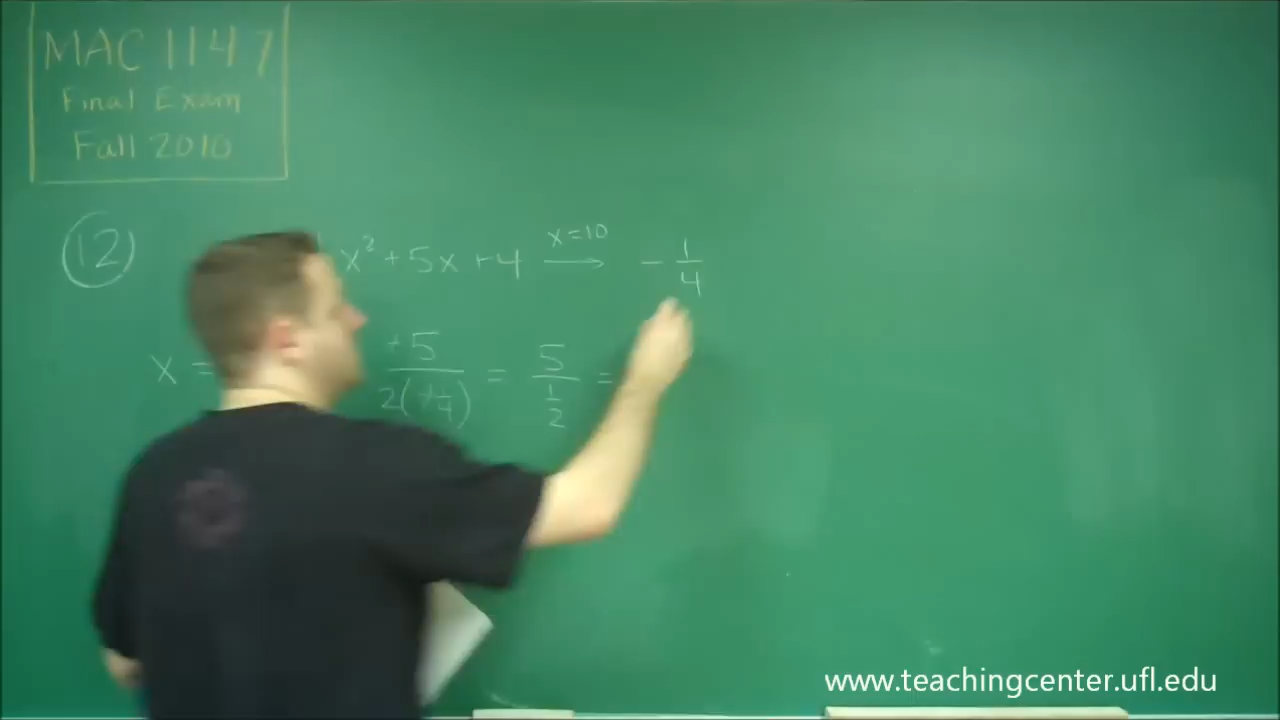 MAC 1147
Final Exam
Fall 2010
12 x² + 5x + 4 x=10 → - 1/4
x = +5/2(+1/4) = 5/(1/2) =
www.teachingcenter.ufl.edu